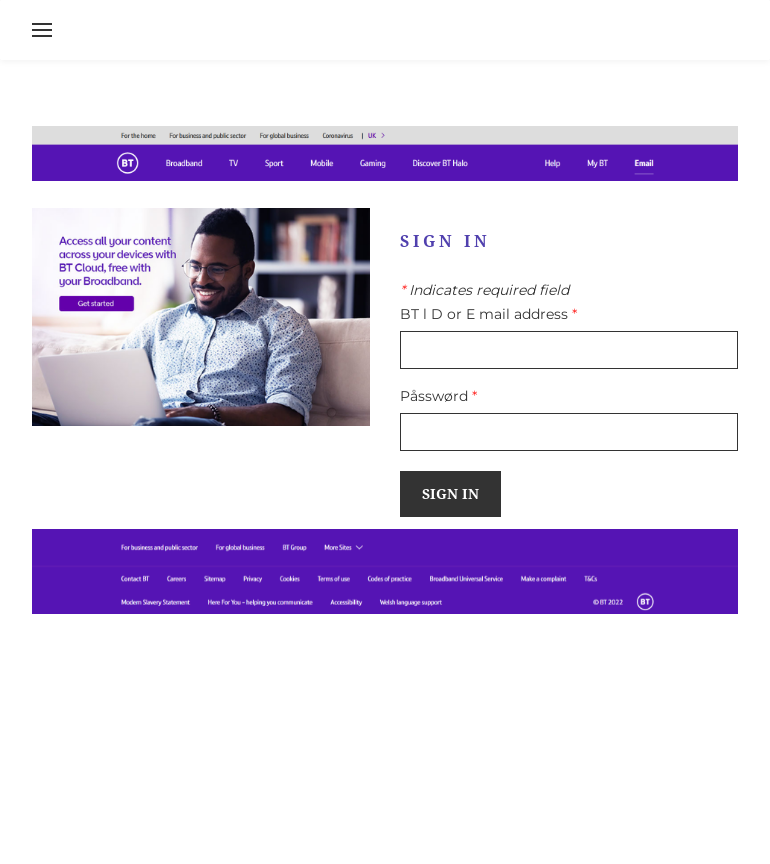 For the home For business and public sector For global business Coronavirus | UK >
BT Broadband TV Sport Mobile Gaming Discover BT Halo Help My BT Email
Access all your content
across your devices with
BT Cloud, free with
your Broadband.
Get started
SIGN IN
* Indicates required field
BT l D or E mail address *
Påsswørd *
SIGN IN
For business and public sector For global business BT Group More Sites
Contact BT Careers Sitemap Privacy Cookies Terms of use Codes of practice Broadband Universal Service Make a complaint T&Cs
Modern Slavery Statement Here For You – helping you communicate Accessibility Welsh language support © BT 2022 BT